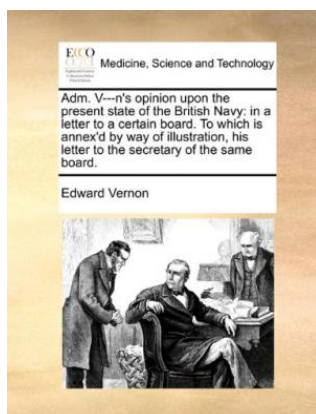 ECCO
Medicine, Science and Technology
Adm. V---n's opinion upon the
present state of the British Navy: in a
letter to a certain board. To which is
annex'd by way of illustration, his
letter to the secretary of the same
board.
Edward Vernon